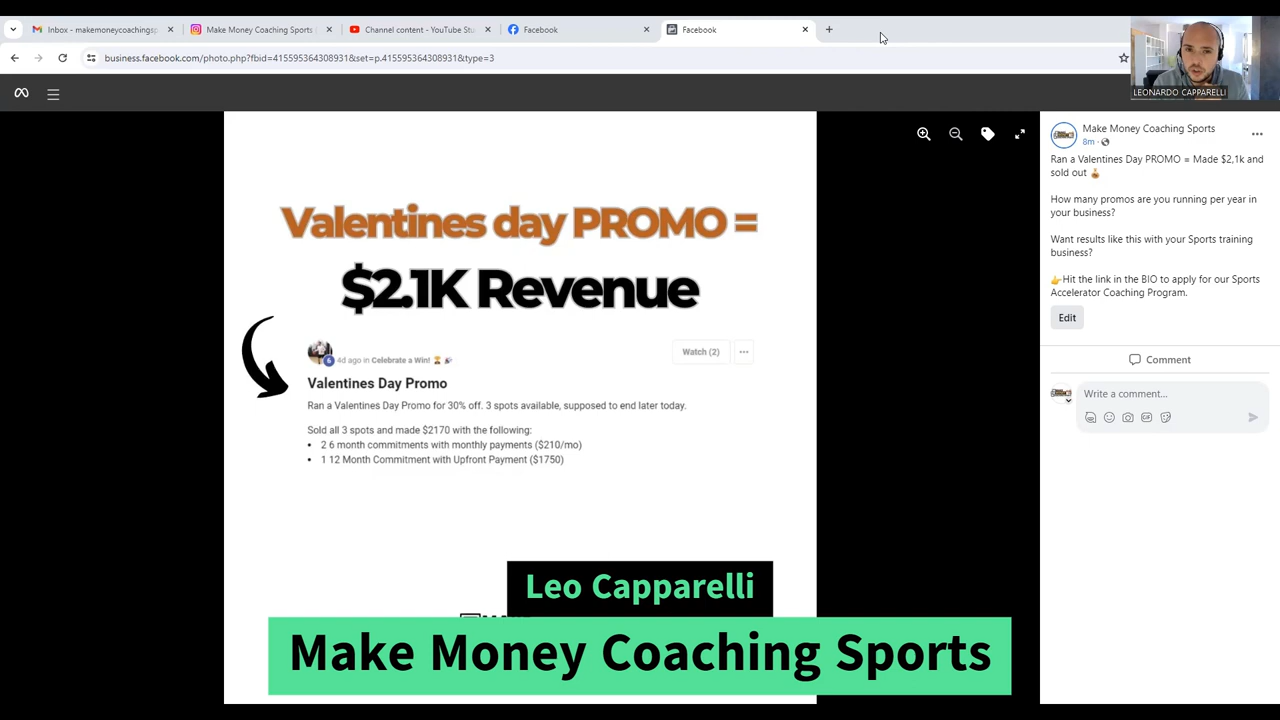 Inbox - makemoneycoachingsp
Make Money Coaching Sports
Channel content - YouTube Stu
Facebook
Facebook
business.facebook.com/photo.php?fbid=415595364308931&set=p.415595364308931&type=3
LEONARDO CAPPARELLI
Valentines day PROMO =
$2.1K Revenue
6
4d ago in Celebrate a Win! 🏆 🎉
Watch (2)
Valentines Day Promo
Ran a Valentines Day Promo for 30% off. 3 spots available, supposed to end later today.
Sold all 3 spots and made $2170 with the following:
• 2 6 month commitments with monthly payments ($210/mo)
• 1 12 Month Commitment with Upfront Payment ($1750)
Leo Capparelli
Make Money Coaching Sports
Make Money Coaching Sports
8m ·
Ran a Valentines Day PROMO = Made $2,1k and
sold out 💰
How many promos are you running per year in
your business?
Want results like this with your Sports training
business?
👉Hit the link in the BIO to apply for our Sports
Accelerator Coaching Program.
Edit
Comment
Write a comment…